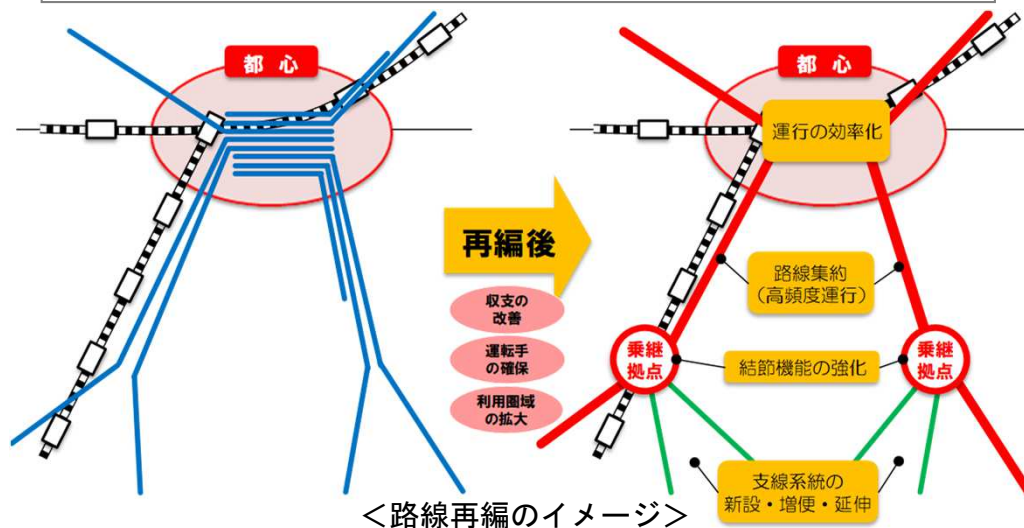 都 心
再編後
収支の
改善
運転手
の確保
利用圏域
の拡大
都 心
運行の効率化
路線集約
（高頻度運行）
乗継
拠点
結節機能の強化
乗継
拠点
支線系統の
新設・増便・延伸
＜路線再編のイメージ＞